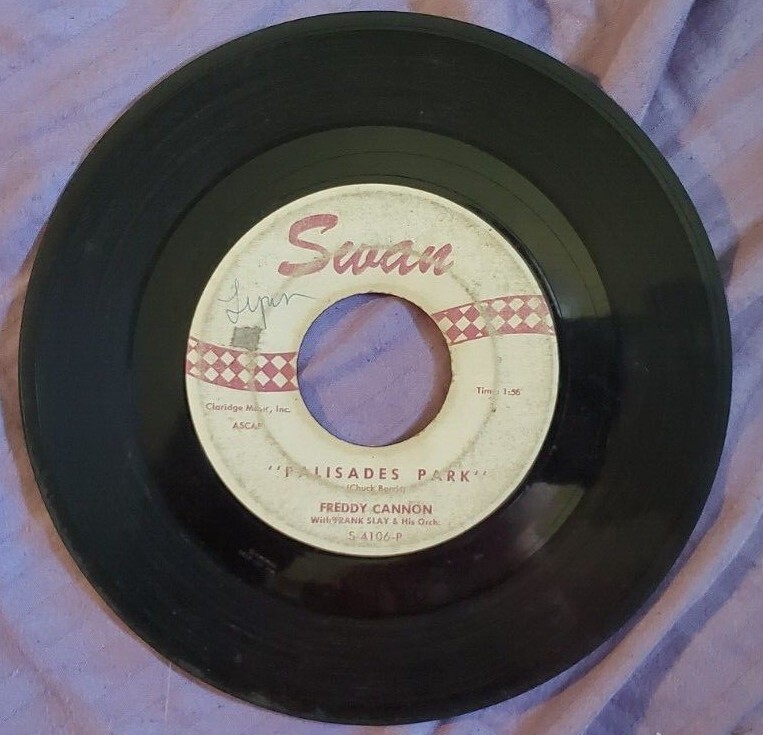 Swan
Time 1:56
Claridge Music, Inc.
ASCAP
"PALISADES PARK"
(Chuck Barris)
FREDDY CANNON
With FRANK SLAY & His Orch.
S-4106-P